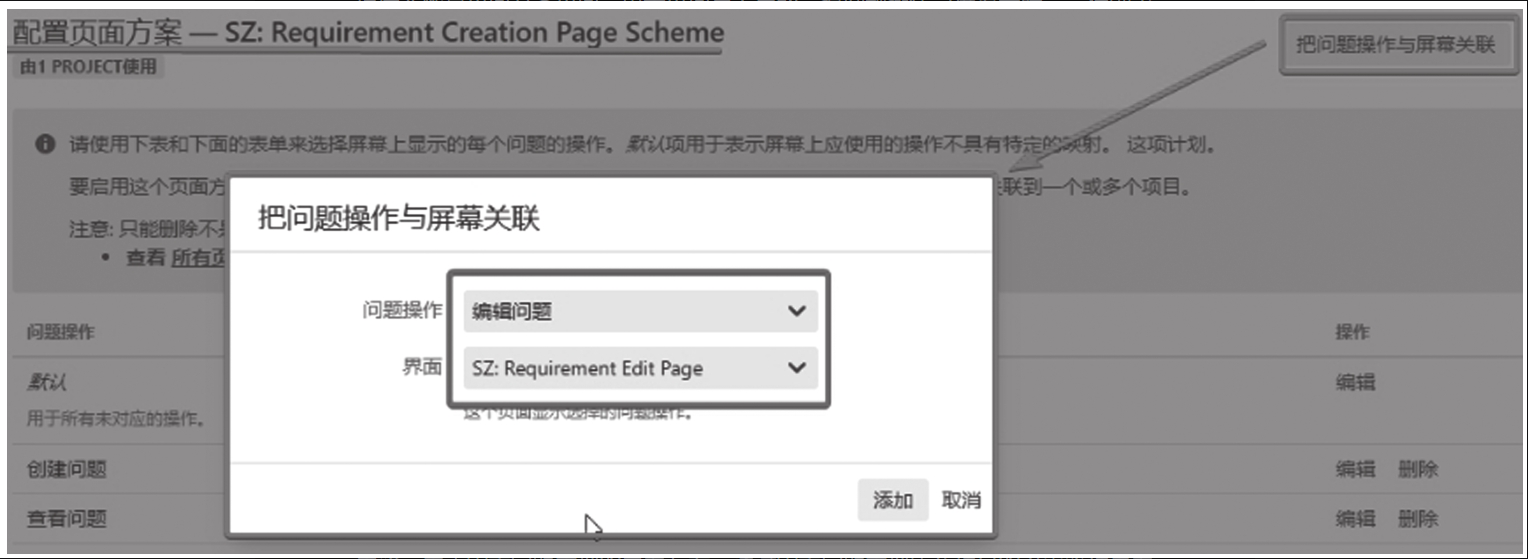 配置页面方案 — SZ: Requirement Creation Page Scheme
把问题操作与屏幕关联
由1 PROJECT使用
请使用下表和下面的表单来选择屏幕上显示的每个问题的操作。默认项用于表示屏幕上应使用的操作不具有特定的映射。 这项计划。
要启用这个页面方
联到一个或多个项目。
注意: 只能删除不
• 查看 所有页
把问题操作与屏幕关联
问题操作 编辑问题
界面 SZ: Requirement Edit Page
这个页面显示选择的问题操作。
添加 取消
问题操作 操作
默认 编辑
用于所有未对应的操作。
创建问题 编辑 删除
查看问题 编辑 删除